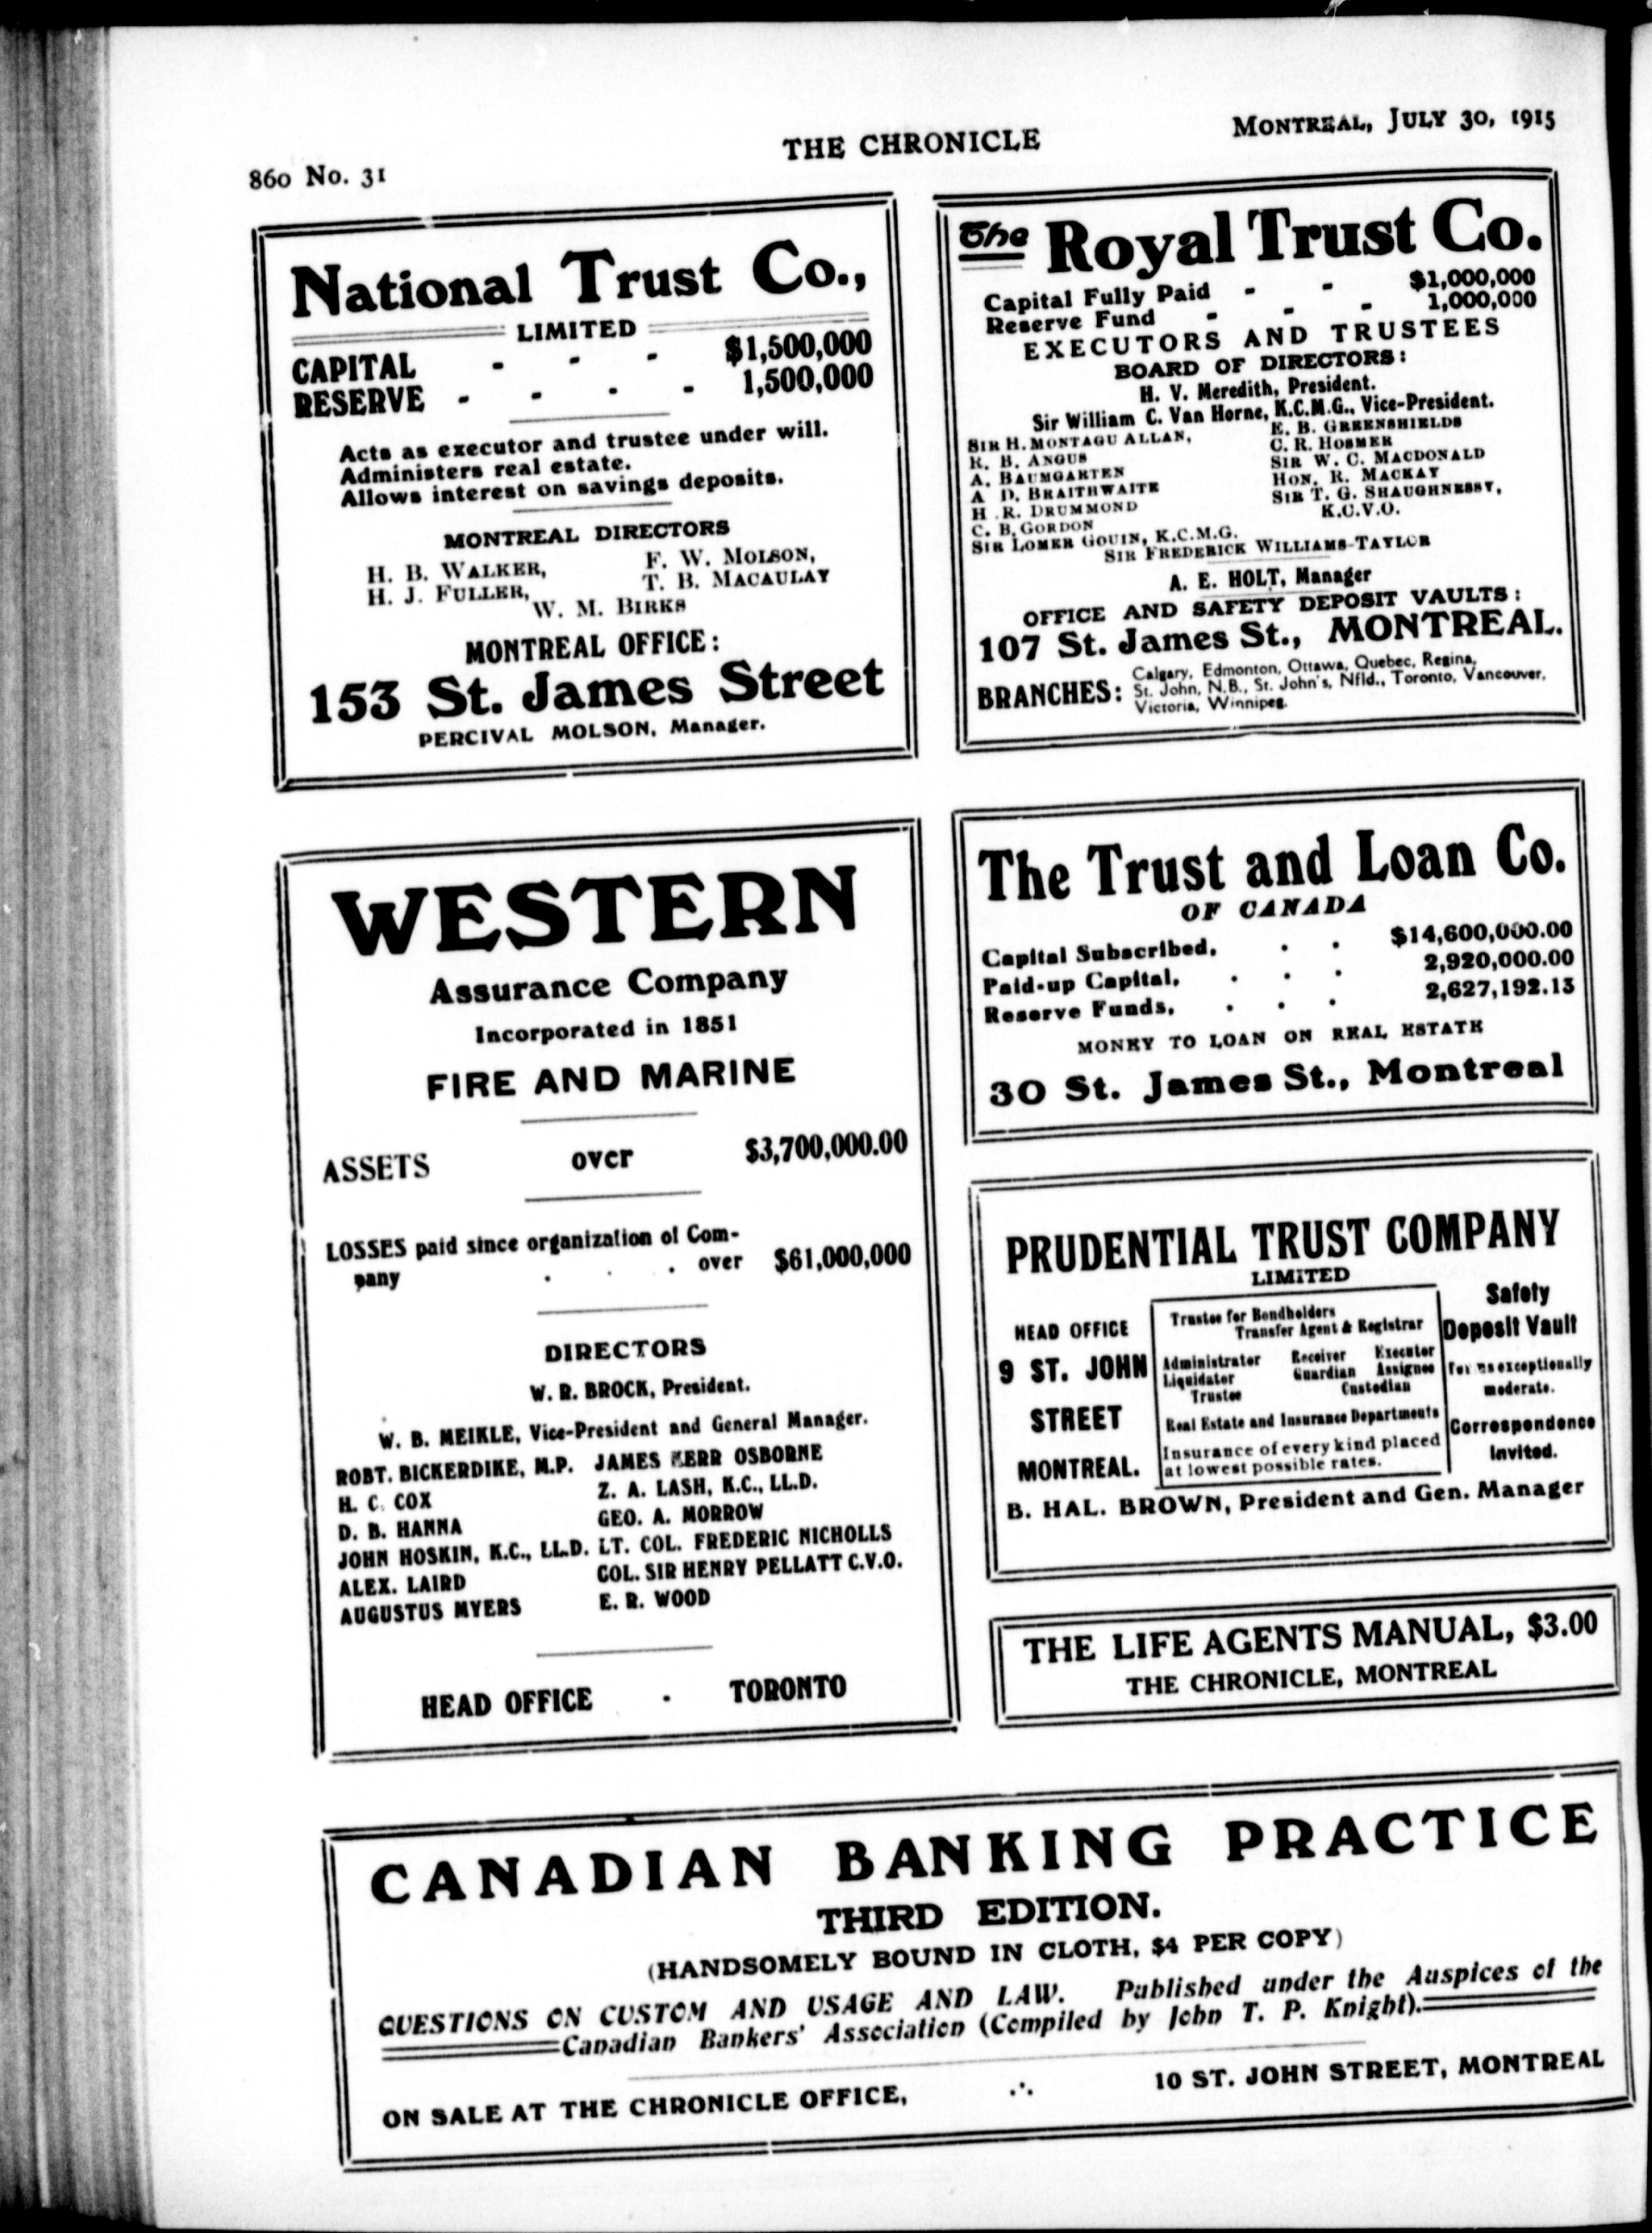 860 No. 31
THE CHRONICLE
MONTREAL, JULY 30, 1915
National Trust Co.,
LIMITED
CAPITAL - - - $1,500,000
RESERVE - - - - 1,500,000
Acts as executor and trustee under will.
Administers real estate.
Allows interest on savings deposits.
MONTREAL DIRECTORS
H. B. WALKER, F. W. MOLSON,
H. J. FULLER, T. B. MACAULAY
W. M. BIRKS
MONTREAL OFFICE:
153 St. James Street
PERCIVAL MOLSON, Manager.
The Royal Trust Co.
Capital Fully Paid - - $1,000,000
Reserve Fund - - - 1,000,000
EXECUTORS AND TRUSTEES
BOARD OF DIRECTORS:
H. V. Meredith, President.
Sir William C. Van Horne, K.C.M.G., Vice-President.
SIR H. MONTAGU ALLAN, E. B. GREENSHIELDS
R. B. ANGUS C. R. HOSMER
A. BAUMGARTEN SIR W. C. MACDONALD
A D. BRAITHWAITE HON. R. MACKAY
H .R. DRUMMOND SIR T. G. SHAUGHNESSY,
C. B. GORDON K.C.V.O.
SIR LOMER GOUIN, K.C.M.G.
SIR FREDERICK WILLIAMS-TAYLOR
A. E. HOLT, Manager
OFFICE AND SAFETY DEPOSIT VAULTS:
107 St. James St., MONTREAL.
BRANCHES: Calgary, Edmonton, Ottawa, Quebec, Regina,
St. John, N.B., St. John's, Nfld., Toronto, Vancouver,
Victoria, Winnipeg.
WESTERN
Assurance Company
Incorporated in 1851
FIRE AND MARINE
ASSETS over $3,700,000.00
LOSSES paid since organization of Com-
pany . . . over $61,000,000
DIRECTORS
W. R. BROCK, President.
W. B. MEIKLE, Vice-President and General Manager.
ROBT. BICKERDIKE, M.P. JAMES KERR OSBORNE
H. C. COX Z. A. LASH, K.C., LL.D.
D. B. HANNA GEO. A. MORROW
JOHN HOSKIN, K.C., LL.D. LT. COL. FREDERIC NICHOLLS
ALEX. LAIRD COL. SIR HENRY PELLATT C.V.O.
AUGUSTUS MYERS E. R. WOOD
HEAD OFFICE . TORONTO
The Trust and Loan Co.
OF CANADA
Capital Subscribed, . . $14,600,000.00
Paid-up Capital, . . . 2,920,000.00
Reserve Funds, . . . 2,627,192.13
MONEY TO LOAN ON REAL ESTATE
30 St. James St., Montreal
PRUDENTIAL TRUST COMPANY
LIMITED
HEAD OFFICE
9 ST. JOHN
STREET
MONTREAL.
Trustee for Bondholders
Transfer Agent & Registrar
Administrator Receiver Executor
Liquidator Guardian Assignee
Trustee Custodian
Real Estate and Insurance Departments
Insurance of every kind placed
at lowest possible rates.
Safety
Deposit Vault
exceptionally
moderate.
Correspondence
Invited.
B. HAL. BROWN, President and Gen. Manager
THE LIFE AGENTS MANUAL, $3.00
THE CHRONICLE, MONTREAL
CANADIAN BANKING PRACTICE
THIRD EDITION.
(HANDSOMELY BOUND IN CLOTH, $4 PER COPY)
QUESTIONS ON CUSTOM AND USAGE AND LAW. Published under the Auspices of the
Canadian Bankers' Association (Compiled by John T. P. Knight).
ON SALE AT THE CHRONICLE OFFICE, ∴ 10 ST. JOHN STREET, MONTREAL